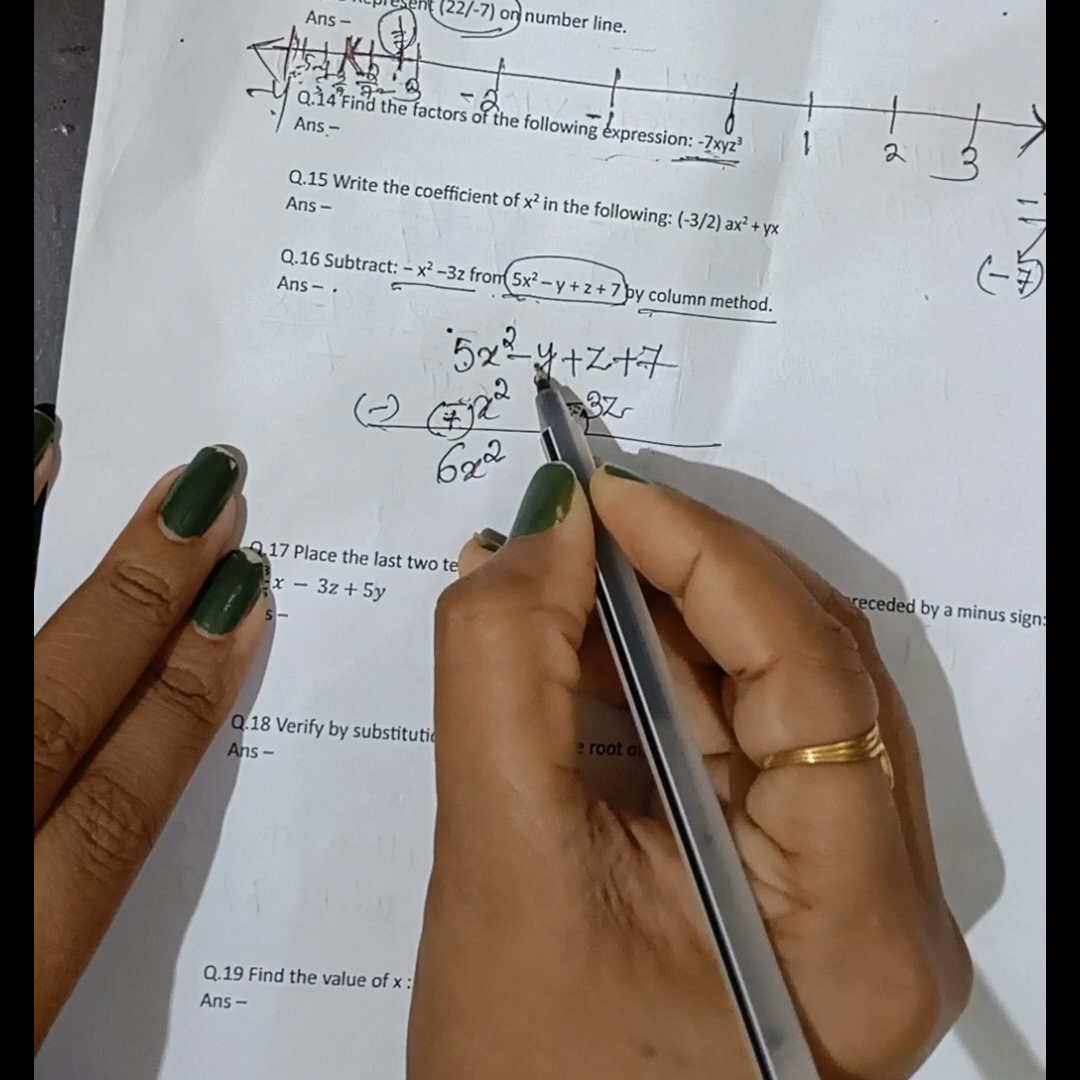 (22/-7) on number line.
Ans –
-2 -1 0 1 2 3
Q.14 Find the factors of the following expression: -7xyz³
Ans –
Q.15 Write the coefficient of x² in the following: (-3/2) ax² + yx
Ans –
(-7)
Q.16 Subtract: – x² –3z from 5x² – y + z + 7 by column method.
Ans –
5x² - y + z + 7
(-) (+) x² 3z
6x²
.17 Place the last two te receded by a minus sign:
x – 3z + 5y
s –
Q.18 Verify by substituti e root o
Ans –
Q.19 Find the value of x :
Ans –